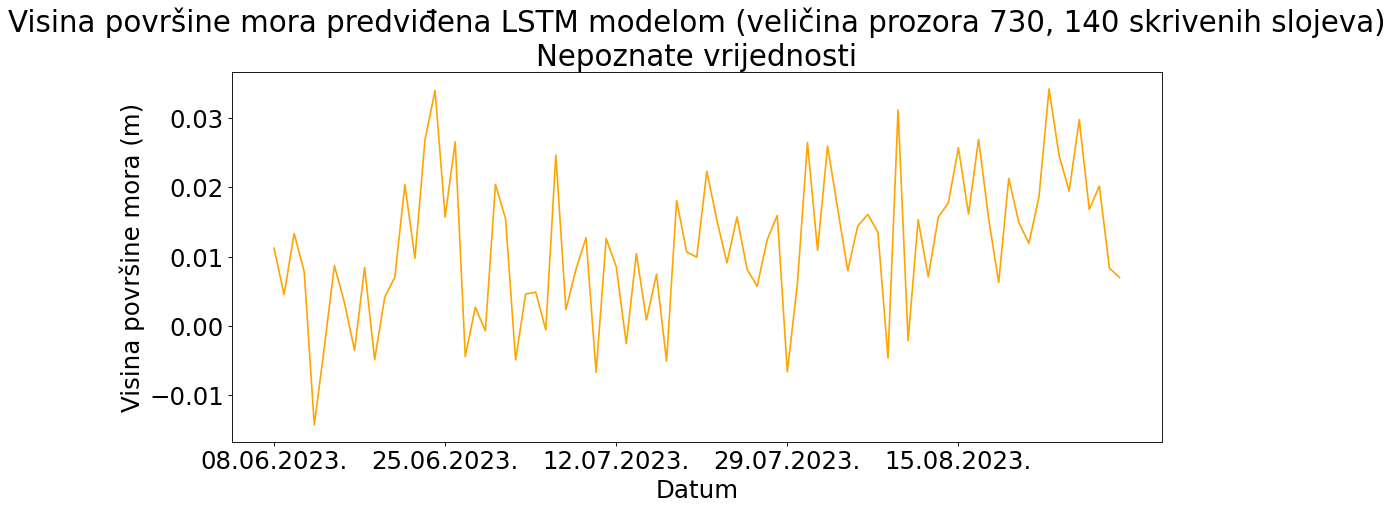 Visina površine mora predviđena LSTM modelom (veličina prozora 730, 140 skrivenih slojeva)
Nepoznate vrijednosti
Visina površine mora (m)
0.03
0.02
0.01
0.00
−0.01
08.06.2023. 25.06.2023. 12.07.2023. 29.07.2023. 15.08.2023.
Datum